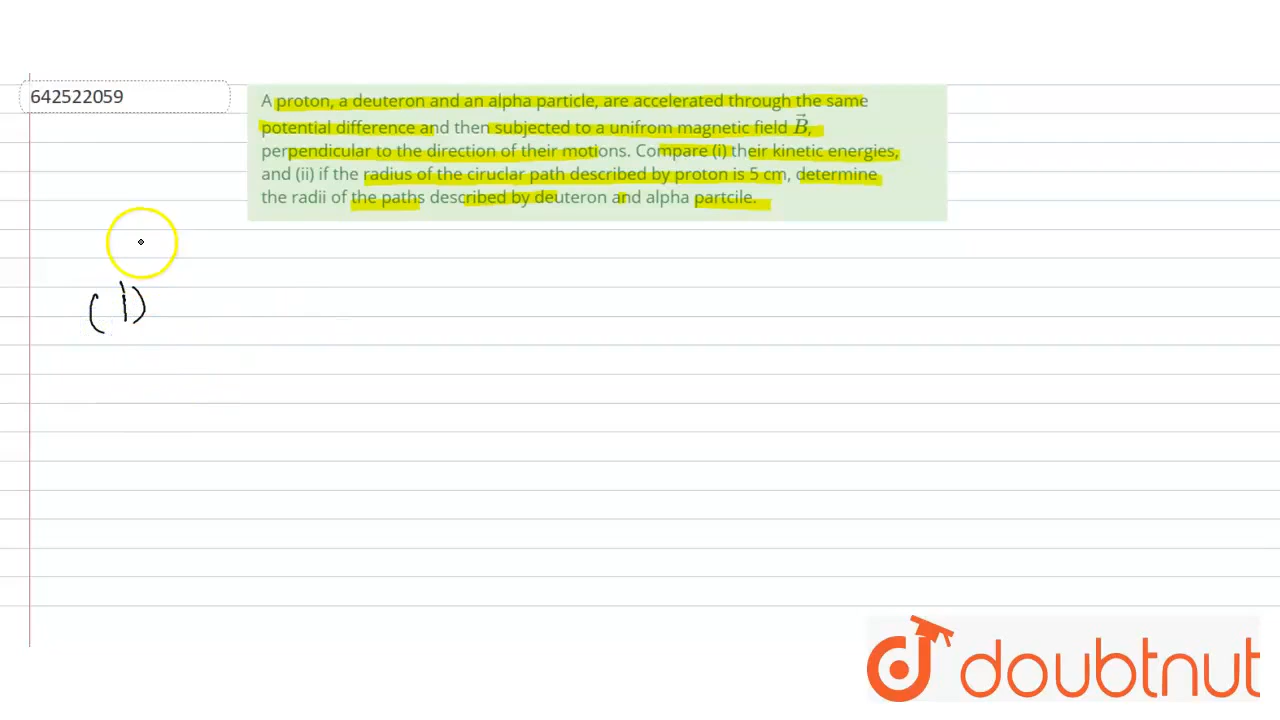 642522059
A proton, a deuteron and an alpha particle, are accelerated through the same
potential difference and then subjected to a unifrom magnetic field \vec{B},
perpendicular to the direction of their motions. Compare (i) their kinetic energies,
and (ii) if the radius of the ciruclar path described by proton is 5 cm, determine
the radii of the paths described by deuteron and alpha partcile.
(i)
doubtnut